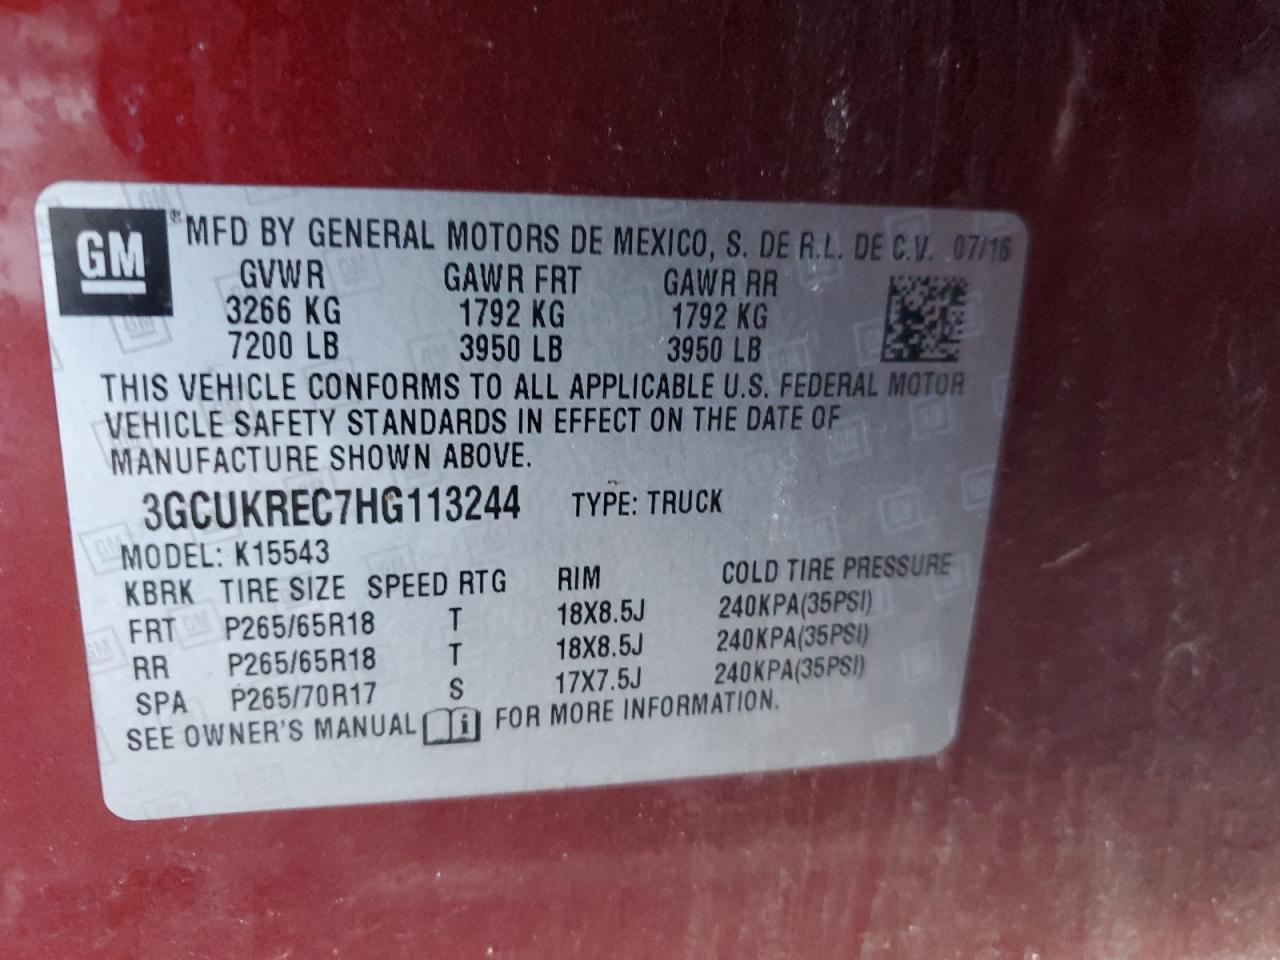 GM ® MFD BY GENERAL MOTORS DE MEXICO, S. DE R.L. DE C.V. 07/16
GVWR GAWR FRT GAWR RR
3266 KG 1792 KG 1792 KG
7200 LB 3950 LB 3950 LB
THIS VEHICLE CONFORMS TO ALL APPLICABLE U.S. FEDERAL MOTOR
VEHICLE SAFETY STANDARDS IN EFFECT ON THE DATE OF
MANUFACTURE SHOWN ABOVE.
3GCUKREC7HG113244 TYPE: TRUCK
MODEL: K15543
KBRK TIRE SIZE SPEED RTG RIM COLD TIRE PRESSURE
FRT P265/65R18 T 18X8.5J 240KPA(35PSI)
RR P265/65R18 T 18X8.5J 240KPA(35PSI)
SPA P265/70R17 S 17X7.5J 240KPA(35PSI)
SEE OWNER'S MANUAL i FOR MORE INFORMATION.